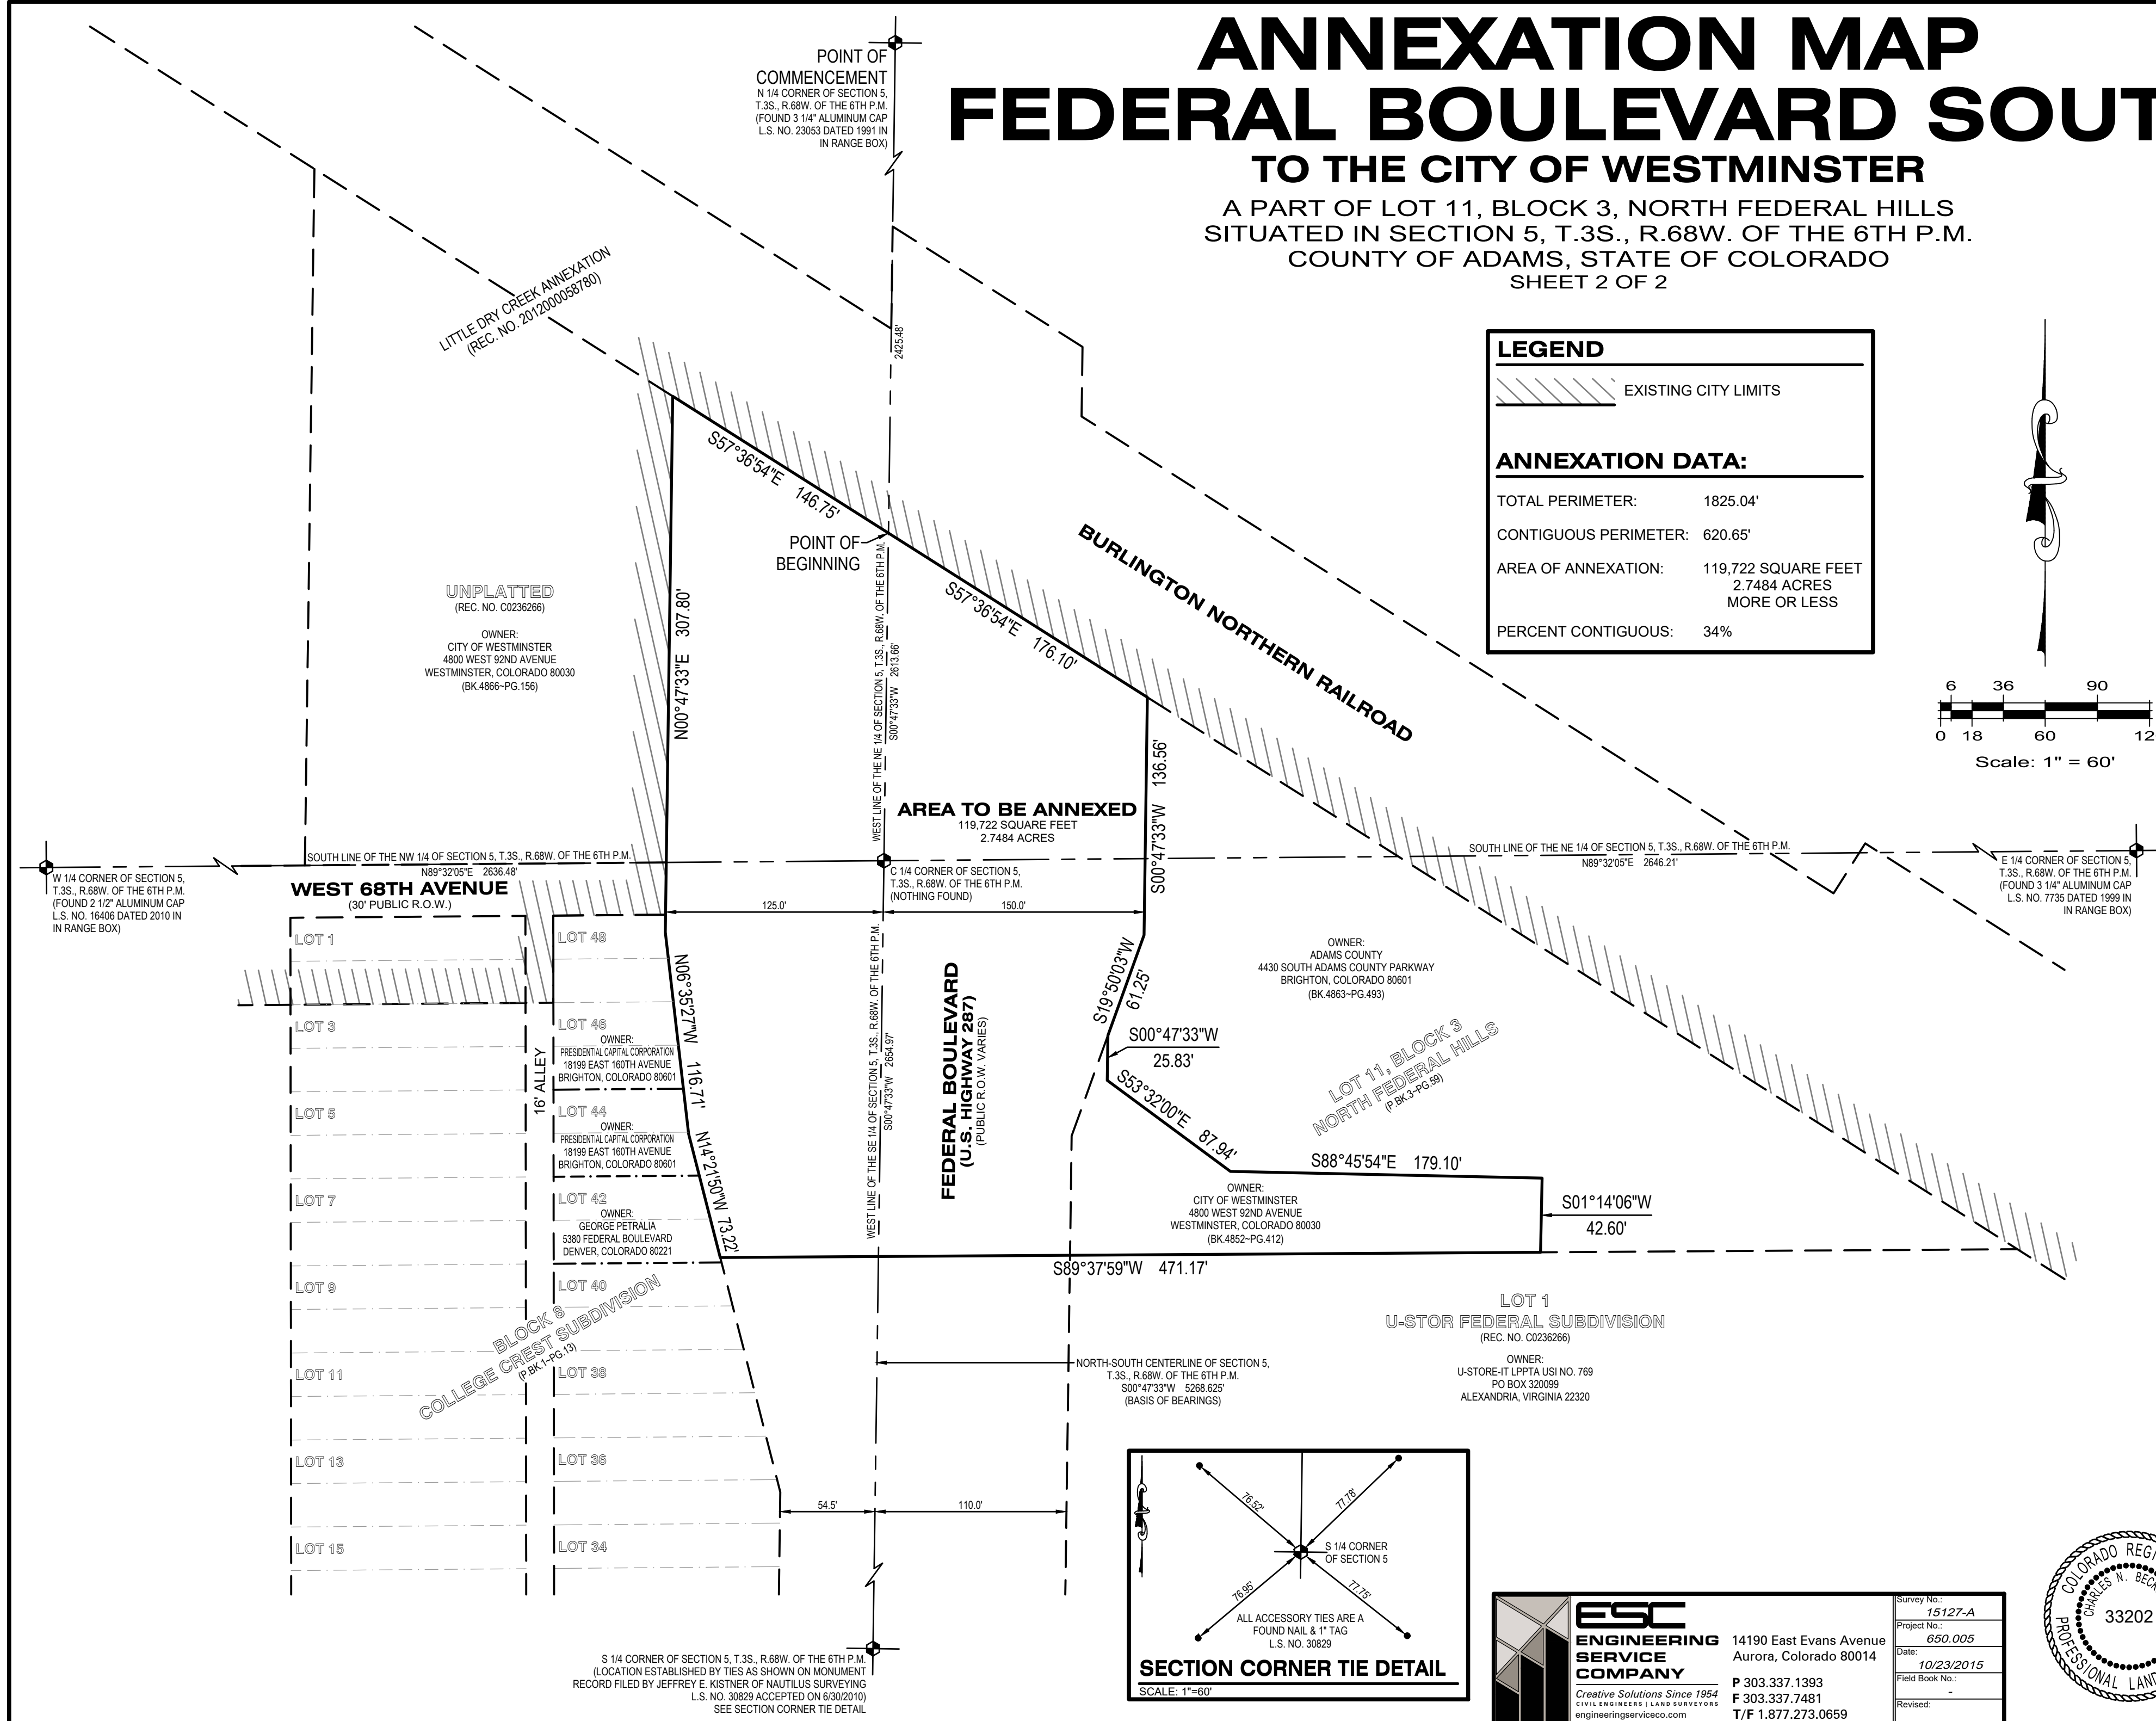 ANNEXATION MAP
FEDERAL BOULEVARD SOUT
TO THE CITY OF WESTMINSTER
A PART OF LOT 11, BLOCK 3, NORTH FEDERAL HILLS
SITUATED IN SECTION 5, T.3S., R.68W. OF THE 6TH P.M.
COUNTY OF ADAMS, STATE OF COLORADO
SHEET 2 OF 2
POINT OF
COMMENCEMENT
N 1/4 CORNER OF SECTION 5,
T.3S., R.68W. OF THE 6TH P.M.
(FOUND 3 1/4" ALUMINUM CAP
L.S. NO. 23053 DATED 1991 IN
IN RANGE BOX)
LITTLE DRY CREEK ANNEXATION
(REC. NO. 2012000058780)
2425.48'
LEGEND
EXISTING CITY LIMITS
ANNEXATION DATA:
TOTAL PERIMETER: 1825.04'
CONTIGUOUS PERIMETER: 620.65'
AREA OF ANNEXATION: 119,722 SQUARE FEET
2.7484 ACRES
MORE OR LESS
PERCENT CONTIGUOUS: 34%
6 36 90
0 18 60 12
Scale: 1" = 60'
S57°36'54"E 146.75'
POINT OF
BEGINNING
S57°36'54"E 176.10'
BURLINGTON NORTHERN RAILROAD
UNPLATTED
(REC. NO. C0236266)
OWNER:
CITY OF WESTMINSTER
4800 WEST 92ND AVENUE
WESTMINSTER, COLORADO 80030
(BK.4866~PG.156)
N00°47'33"E 307.80'
WEST LINE OF THE NE 1/4 OF SECTION 5, T.3S., R.68W. OF THE 6TH P.M.
S00°47'33"W 2613.66'
S00°47'33"W 136.56'
AREA TO BE ANNEXED
119,722 SQUARE FEET
2.7484 ACRES
SOUTH LINE OF THE NW 1/4 OF SECTION 5, T.3S., R.68W. OF THE 6TH P.M.
N89°32'05"E 2636.48'
SOUTH LINE OF THE NE 1/4 OF SECTION 5, T.3S., R.68W. OF THE 6TH P.M.
N89°32'05"E 2646.21'
W 1/4 CORNER OF SECTION 5,
T.3S., R.68W. OF THE 6TH P.M.
(FOUND 2 1/2" ALUMINUM CAP
L.S. NO. 16406 DATED 2010 IN
IN RANGE BOX)
WEST 68TH AVENUE
(30' PUBLIC R.O.W.)
C 1/4 CORNER OF SECTION 5,
T.3S., R.68W. OF THE 6TH P.M.
(NOTHING FOUND)
E 1/4 CORNER OF SECTION 5,
T.3S., R.68W. OF THE 6TH P.M.
(FOUND 3 1/4" ALUMINUM CAP
L.S. NO. 7735 DATED 1999 IN
IN RANGE BOX)
125.0'
150.0'
LOT 1
LOT 3
LOT 5
LOT 7
LOT 9
LOT 11
LOT 13
LOT 15
16' ALLEY
LOT 48
LOT 46
OWNER:
PRESIDENTIAL CAPITAL CORPORATION
18199 EAST 160TH AVENUE
BRIGHTON, COLORADO 80601
LOT 44
OWNER:
PRESIDENTIAL CAPITAL CORPORATION
18199 EAST 160TH AVENUE
BRIGHTON, COLORADO 80601
LOT 42
OWNER:
GEORGE PETRALIA
5380 FEDERAL BOULEVARD
DENVER, COLORADO 80221
LOT 40
LOT 38
LOT 36
LOT 34
BLOCK 8
COLLEGE CREST SUBDIVISION
(P.BK.1~PG.13)
N06°35'27"W 116.71'
N14°21'50"W 73.22'
WEST LINE OF THE SE 1/4 OF SECTION 5, T.3S., R.68W. OF THE 6TH P.M.
S00°47'33"W 2654.97'
FEDERAL BOULEVARD
(U.S. HIGHWAY 287)
(PUBLIC R.O.W. VARIES)
S19°50'03"W
61.25'
S00°47'33"W
25.83'
S53°32'00"E 87.94'
S88°45'54"E 179.10'
S01°14'06"W
42.60'
S89°37'59"W 471.17'
OWNER:
ADAMS COUNTY
4430 SOUTH ADAMS COUNTY PARKWAY
BRIGHTON, COLORADO 80601
(BK.4863~PG.493)
LOT 11, BLOCK 3
NORTH FEDERAL HILLS
(P.BK.3~PG.59)
OWNER:
CITY OF WESTMINSTER
4800 WEST 92ND AVENUE
WESTMINSTER, COLORADO 80030
(BK.4852~PG.412)
LOT 1
U-STOR FEDERAL SUBDIVISION
(REC. NO. C0236266)
OWNER:
U-STORE-IT LPPTA USI NO. 769
PO BOX 320099
ALEXANDRIA, VIRGINIA 22320
NORTH-SOUTH CENTERLINE OF SECTION 5,
T.3S., R.68W. OF THE 6TH P.M.
S00°47'33"W 5268.625'
(BASIS OF BEARINGS)
54.5'
110.0'
S 1/4 CORNER OF SECTION 5, T.3S., R.68W. OF THE 6TH P.M.
(LOCATION ESTABLISHED BY TIES AS SHOWN ON MONUMENT
RECORD FILED BY JEFFREY E. KISTNER OF NAUTILUS SURVEYING
L.S. NO. 30829 ACCEPTED ON 6/30/2010)
SEE SECTION CORNER TIE DETAIL
76.52'
77.78'
S 1/4 CORNER
OF SECTION 5
76.95'
77.75'
ALL ACCESSORY TIES ARE A
FOUND NAIL & 1" TAG
L.S. NO. 30829
SECTION CORNER TIE DETAIL
SCALE: 1"=60'
ESC
ENGINEERING
SERVICE
COMPANY
Creative Solutions Since 1954
CIVIL ENGINEERS | LAND SURVEYORS
engineeringserviceco.com
14190 East Evans Avenue
Aurora, Colorado 80014
P 303.337.1393
F 303.337.7481
T/F 1.877.273.0659
Survey No.:
15127-A
Project No.:
650.005
Date:
10/23/2015
Field Book No.:
-
Revised:
COLORADO REGI
CHARLES N. BECK
33202
PROFESSIONAL LAN